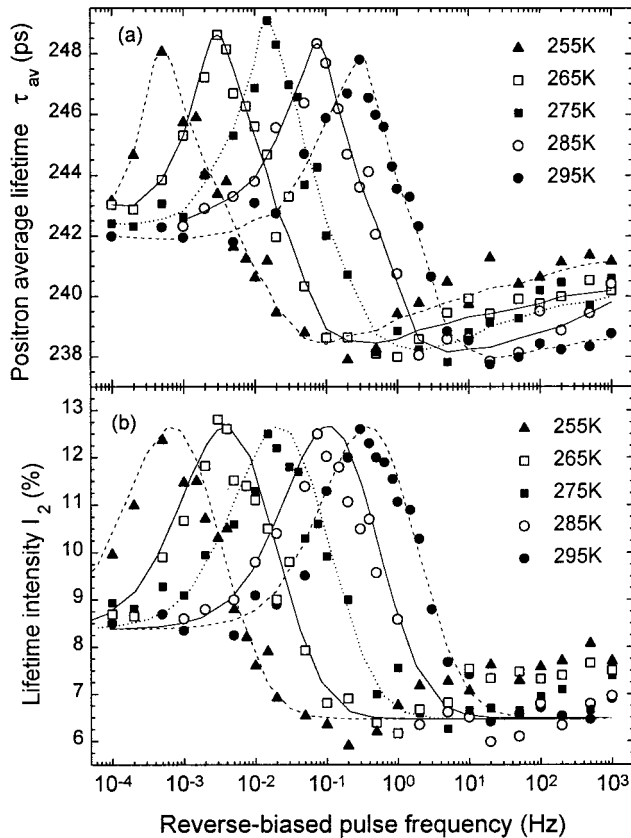 (a)
255K
265K
275K
285K
295K
Positron average lifetime τav (ps)
248
246
244
242
240
238
(b)
255K
265K
275K
285K
295K
Lifetime intensity I2 (%)
13
12
11
10
9
8
7
6
10-4 10-3 10-2 10-1 100 101 102 103
Reverse-biased pulse frequency (Hz)